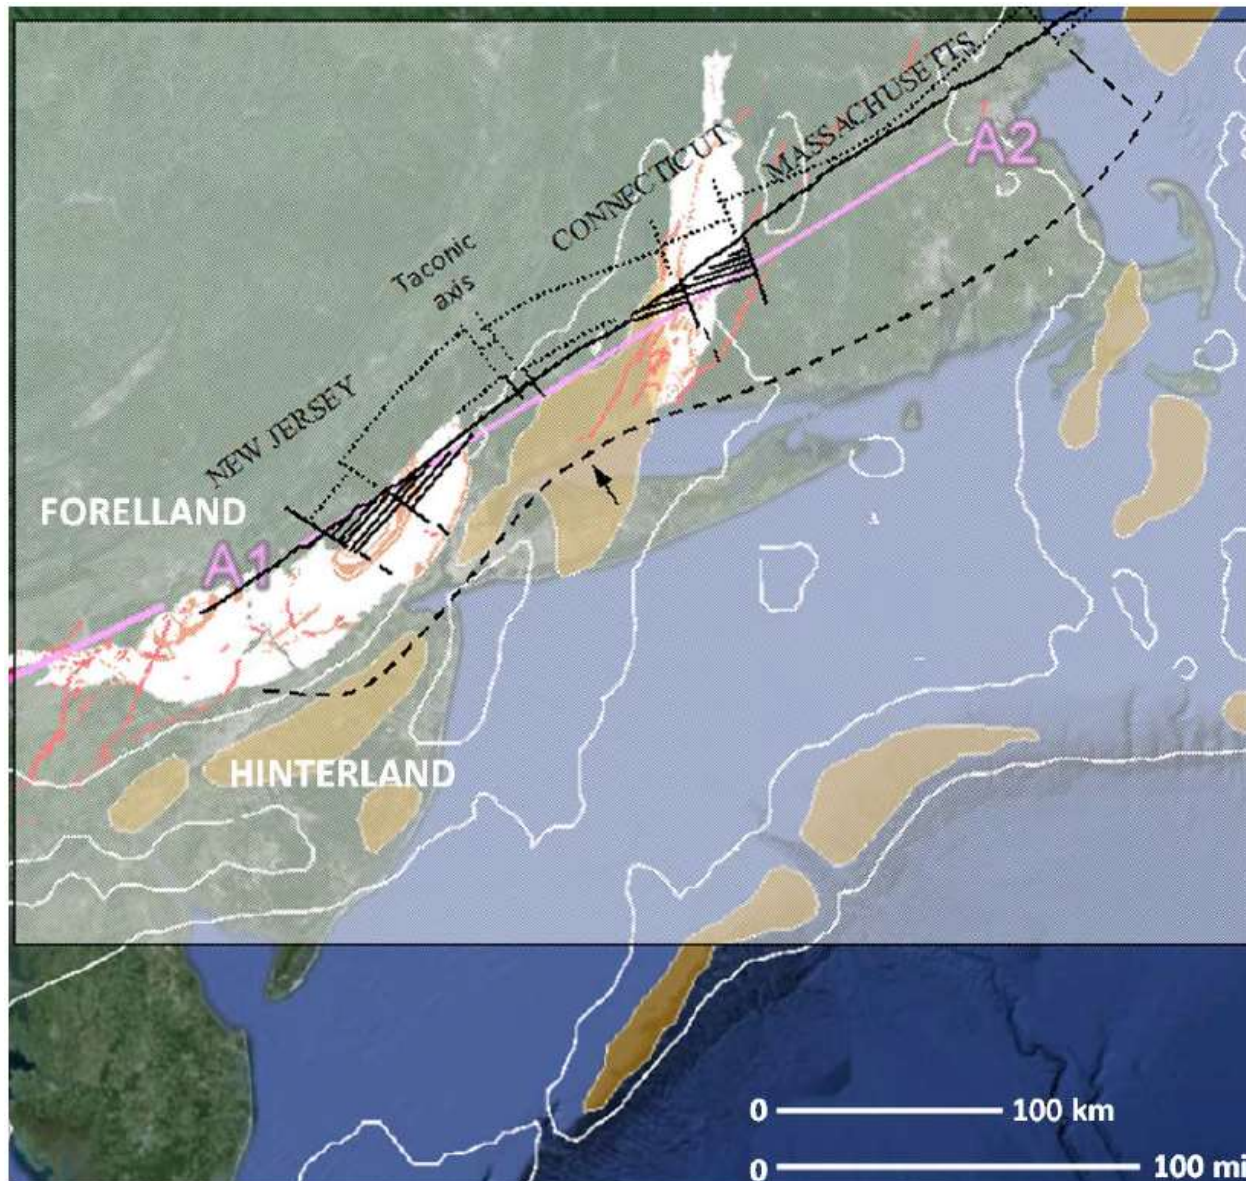 MASSACHUSETTS
A2
CONNECTICUT
Taconic
axis
NEW JERSEY
FORELLAND
A1
HINTERLAND
0 100 km
0 100 mi